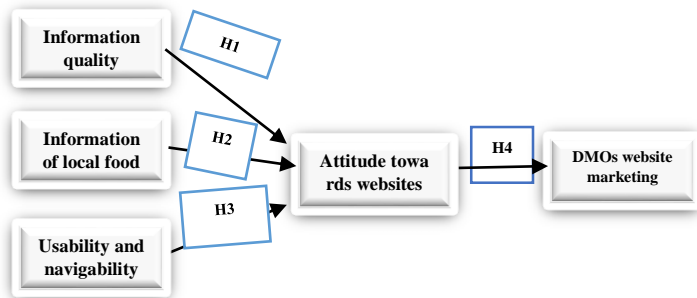 Information
quality
H1
Information
of local food
H2
Attitude towa
rds websites
H4
DMOs website
marketing
H3
Usability and
navigability